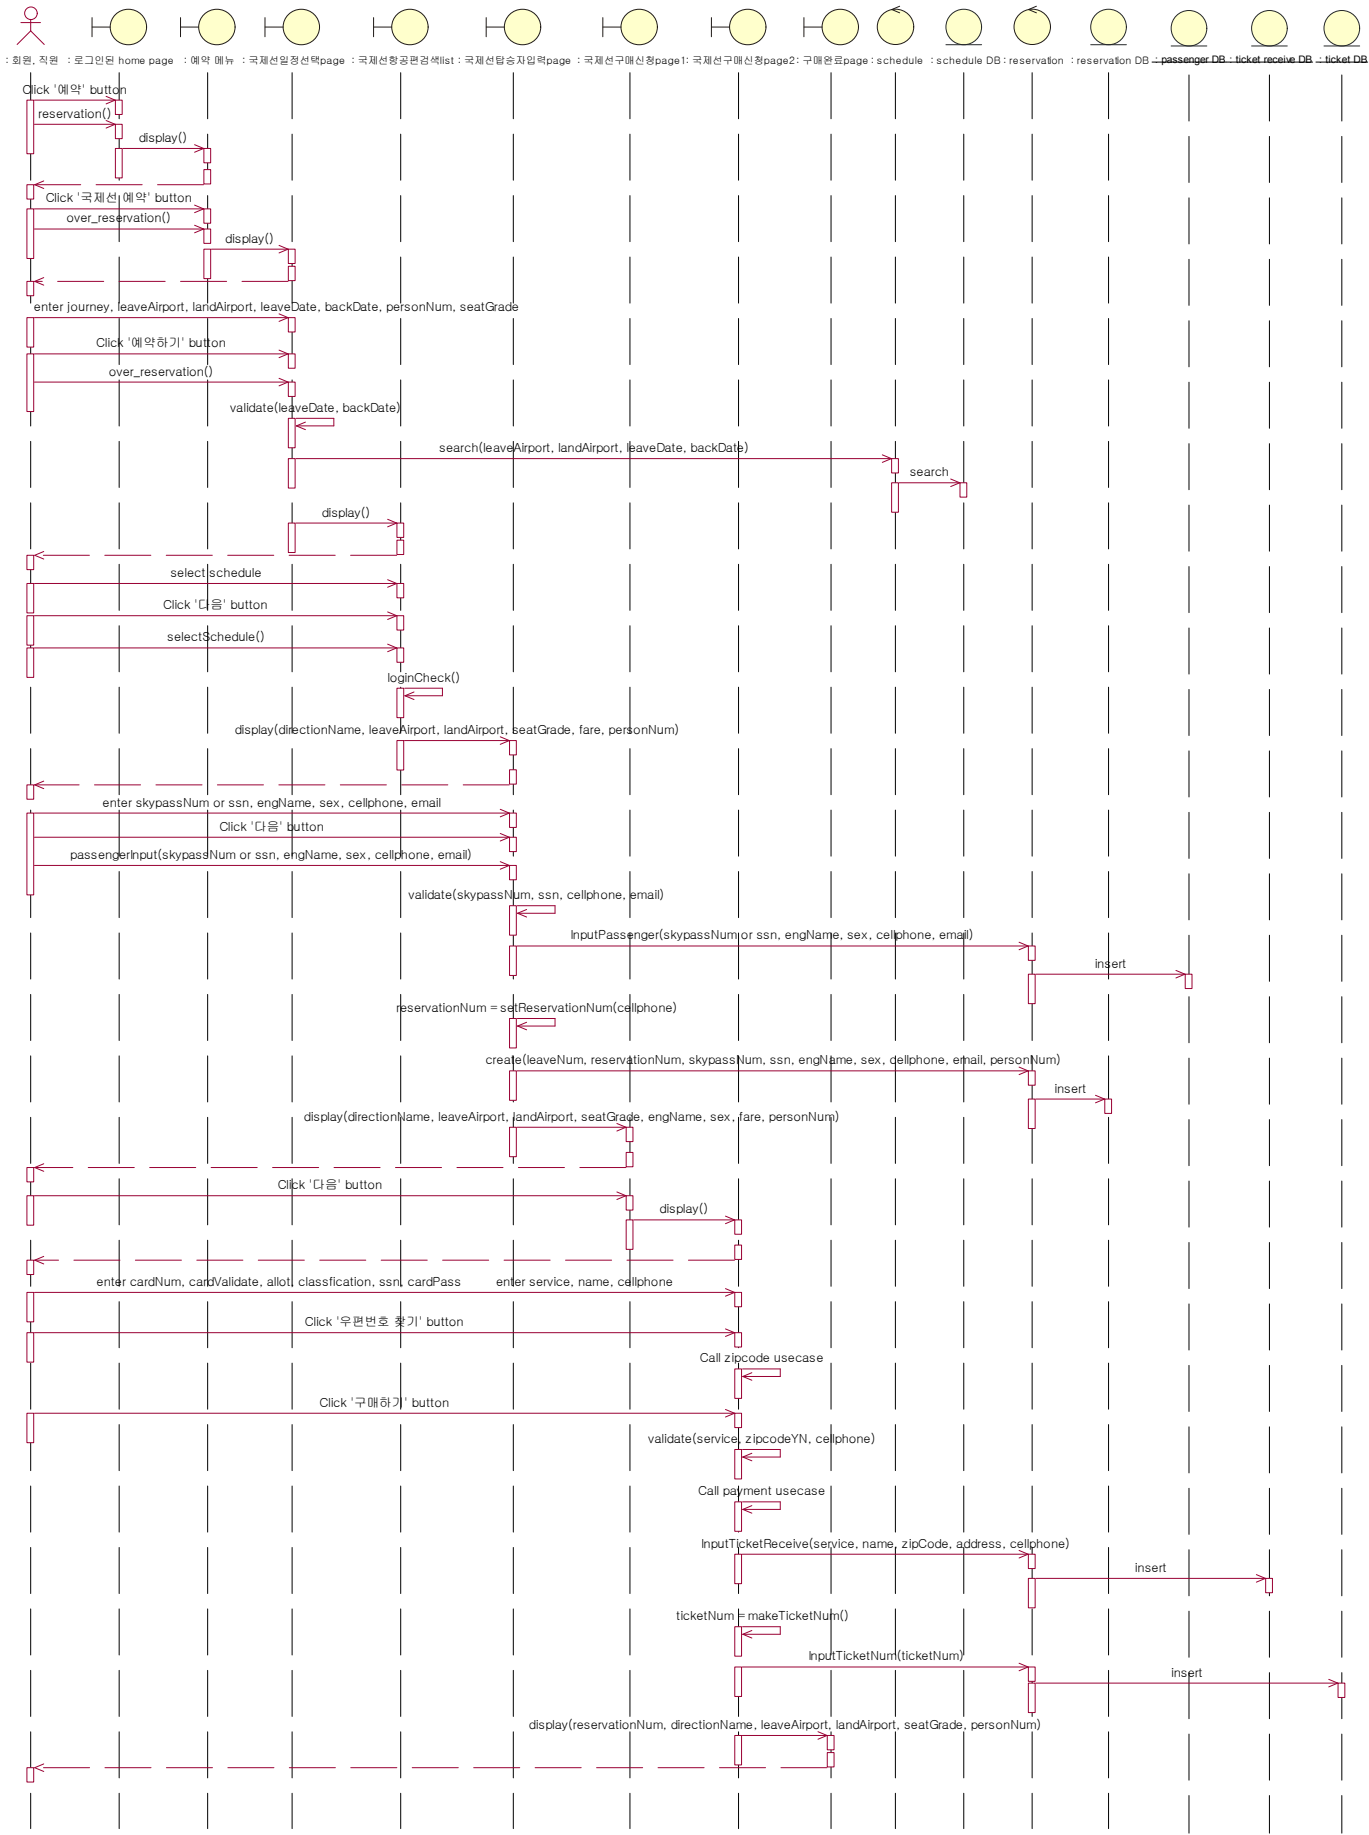 : 회원, 직원 : 로그인된 home page : 예약 메뉴 : 국제선일정선택page : 국제선항공편검색list : 국제선탑승자입력page : 국제선구매신청page1 : 국제선구매신청page2 : 구매완료page : schedule : schedule DB : reservation : reservation DB : passenger DB : ticket receive DB : ticket DB
Click '예약' button
reservation()
display()
Click '국제선 예약' button
over_reservation()
display()
enter journey, leaveAirport, landAirport, leaveDate, backDate, personNum, seatGrade
Click '예약하기' button
over_reservation()
validate(leaveDate, backDate)
search(leaveAirport, landAirport, leaveDate, backDate)
search
display()
select schedule
Click '다음' button
selectSchedule()
loginCheck()
display(directionName, leaveAirport, landAirport, seatGrade, fare, personNum)
enter skypassNum or ssn, engName, sex, cellphone, email
Click '다음' button
passengerInput(skypassNum or ssn, engName, sex, cellphone, email)
validate(skypassNum, ssn, cellphone, email)
InputPassenger(skypassNum or ssn, engName, sex, cellphone, email)
insert
reservationNum = setReservationNum(cellphone)
create(leaveNum, reservationNum, skypassNum, ssn, engName, sex, cellphone, email, personNum)
insert
display(directionName, leaveAirport, landAirport, seatGrade, engName, sex, fare, personNum)
Click '다음' button
display()
enter cardNum, cardValidate, allot, classfication, ssn, cardPass enter service, name, cellphone
Click '우편번호 찾기' button
Call zipcode usecase
Click '구매하기' button
validate(service, zipcodeYN, cellphone)
Call payment usecase
InputTicketReceive(service, name, zipCode, address, cellphone)
insert
ticketNum = makeTicketNum()
InputTicketNum(ticketNum)
insert
display(reservationNum, directionName, leaveAirport, landAirport, seatGrade, personNum)